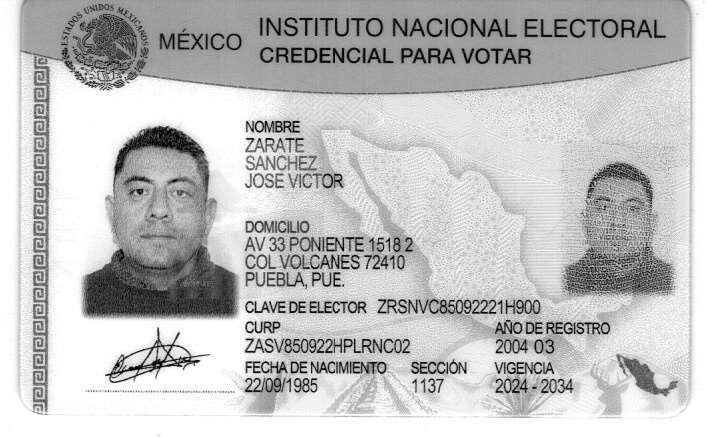 ESTADOS UNIDOS MEXICANOS
MÉXICO
INSTITUTO NACIONAL ELECTORAL
CREDENCIAL PARA VOTAR
NOMBRE
ZARATE
SANCHEZ
JOSE VICTOR
DOMICILIO
AV 33 PONIENTE 1518 2
COL VOLCANES 72410
PUEBLA, PUE.
CLAVE DE ELECTOR ZRSNVC85092221H900
CURP
ZASV850922HPLRNC02
AÑO DE REGISTRO
2004 03
FECHA DE NACIMIENTO
22/09/1985
SECCIÓN
1137
VIGENCIA
2024 - 2034